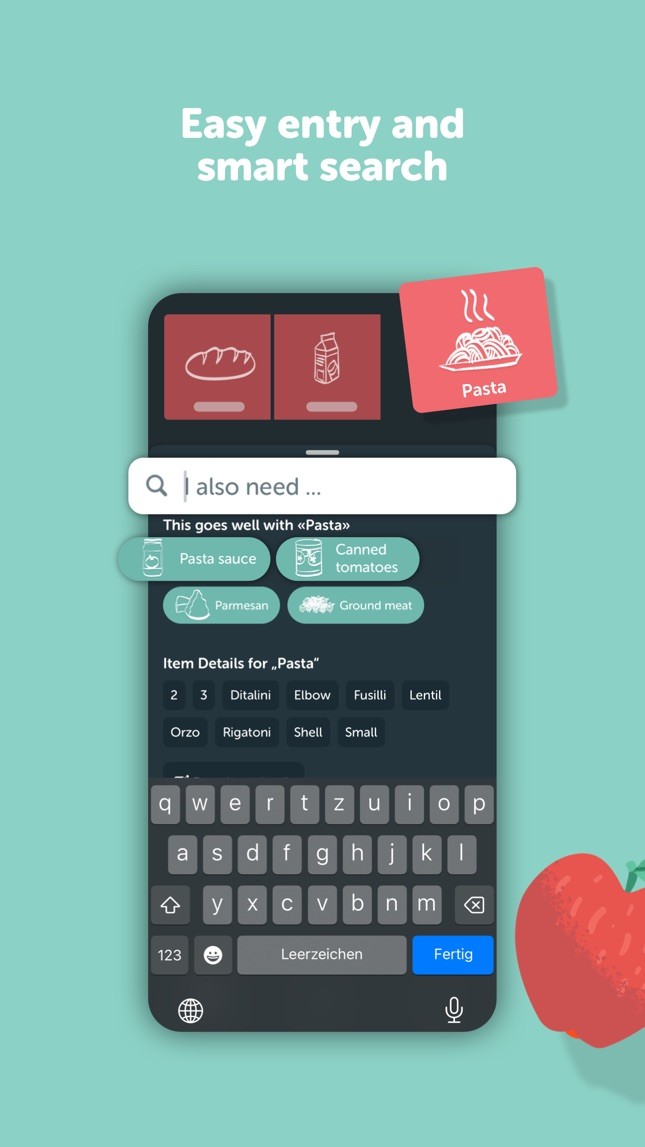 Easy entry and
smart search
Pasta
I also need ...
This goes well with «Pasta»
Pasta sauce
Canned
tomatoes
Parmesan
Ground meat
Item Details for „Pasta“
2 3 Ditalini Elbow Fusilli Lentil
Orzo Rigatoni Shell Small
q w e r t z u i o p
a s d f g h j k l
y x c v b n m
123 Leerzeichen Fertig